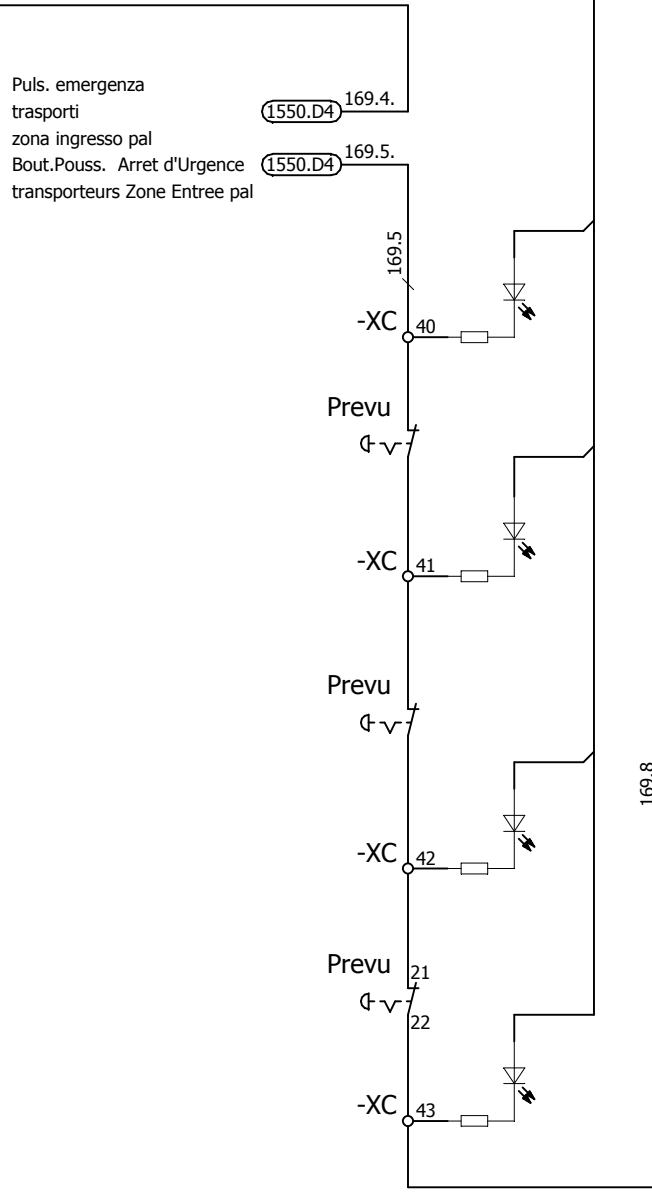 Puls. emergenza
trasporti
zona ingresso pal
Bout.Pouss. Arret d'Urgence
transporteurs Zone Entree pal
1550.D4 169.4.
1550.D4 169.5.
169.5
-XC 40
Prevu
-XC 41
Prevu
169.8
-XC 42
Prevu 21
22
-XC 43